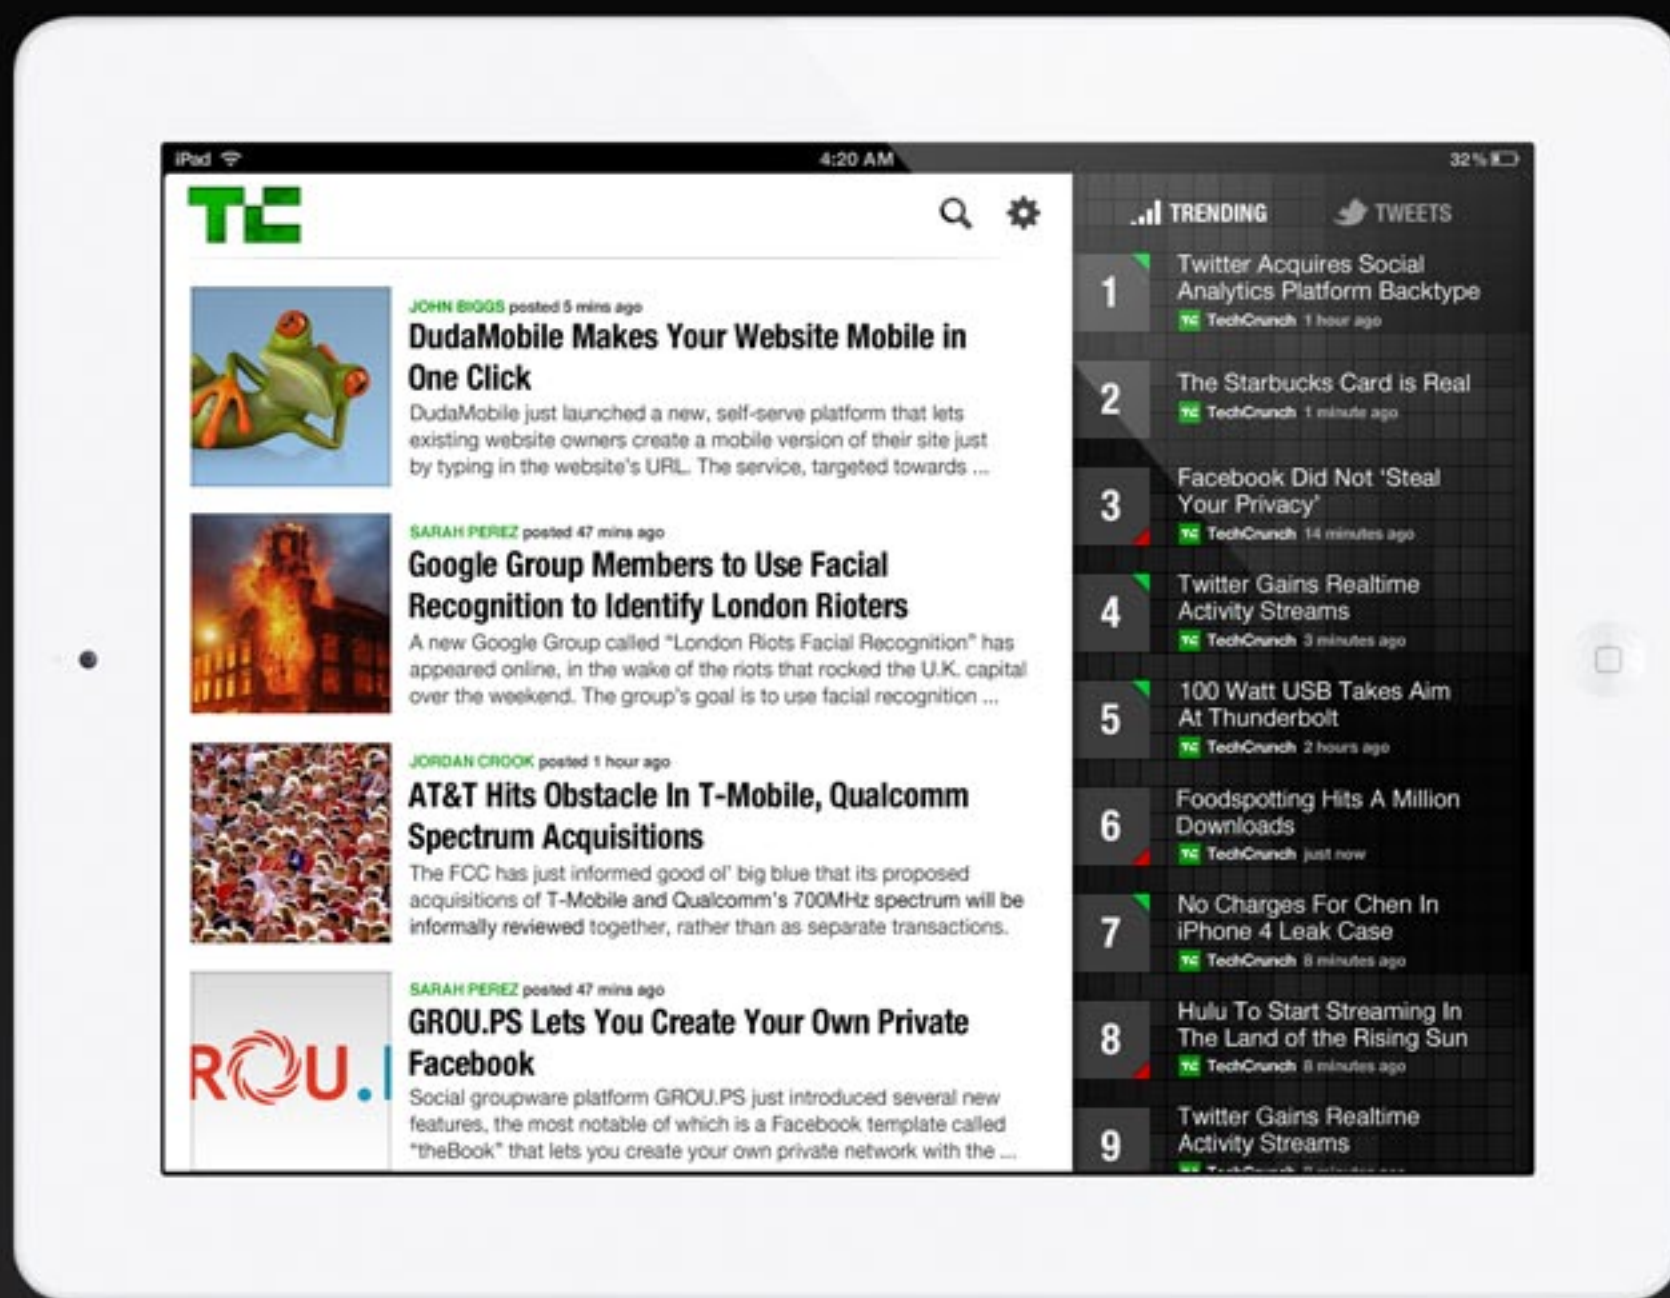 iPad
4:20 AM
32%
TC
JOHN BIGGS posted 5 mins ago
DudaMobile Makes Your Website Mobile in
One Click
DudaMobile just launched a new, self-serve platform that lets
existing website owners create a mobile version of their site just
by typing in the website's URL. The service, targeted towards ...
SARAH PEREZ posted 47 mins ago
Google Group Members to Use Facial
Recognition to Identify London Rioters
A new Google Group called “London Riots Facial Recognition” has
appeared online, in the wake of the riots that rocked the U.K. capital
over the weekend. The group's goal is to use facial recognition ...
JORDAN CROOK posted 1 hour ago
AT&T Hits Obstacle In T-Mobile, Qualcomm
Spectrum Acquisitions
The FCC has just informed good ol' big blue that its proposed
acquisitions of T-Mobile and Qualcomm's 700MHz spectrum will be
informally reviewed together, rather than as separate transactions.
ROU.
SARAH PEREZ posted 47 mins ago
GROU.PS Lets You Create Your Own Private
Facebook
Social groupware platform GROU.PS just introduced several new
features, the most notable of which is a Facebook template called
“theBook” that lets you create your own private network with the ...
TRENDING
TWEETS
1
Twitter Acquires Social
Analytics Platform Backtype
TC TechCrunch 1 hour ago
2
The Starbucks Card is Real
TC TechCrunch 1 minute ago
3
Facebook Did Not ‘Steal
Your Privacy’
TC TechCrunch 14 minutes ago
4
Twitter Gains Realtime
Activity Streams
TC TechCrunch 3 minutes ago
5
100 Watt USB Takes Aim
At Thunderbolt
TC TechCrunch 2 hours ago
6
Foodspotting Hits A Million
Downloads
TC TechCrunch just now
7
No Charges For Chen In
iPhone 4 Leak Case
TC TechCrunch 8 minutes ago
8
Hulu To Start Streaming In
The Land of the Rising Sun
TC TechCrunch 8 minutes ago
9
Twitter Gains Realtime
Activity Streams